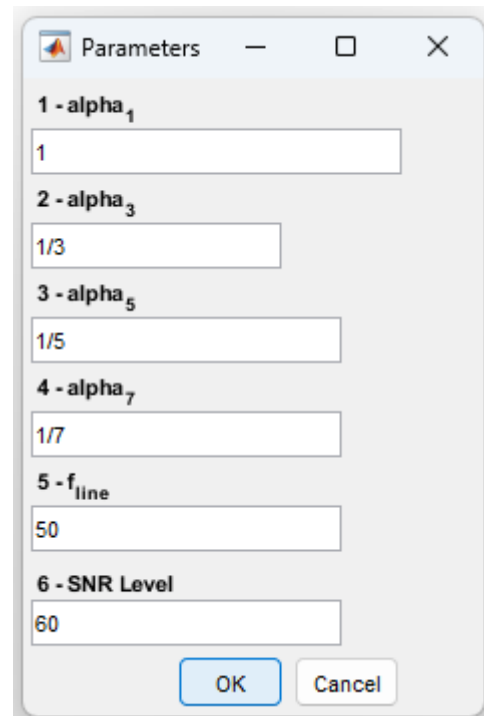 Parameters
1 - alpha₁
1
2 - alpha₃
1/3
3 - alpha₅
1/5
4 - alpha₇
1/7
5 - fline
50
6 - SNR Level
60
OK Cancel